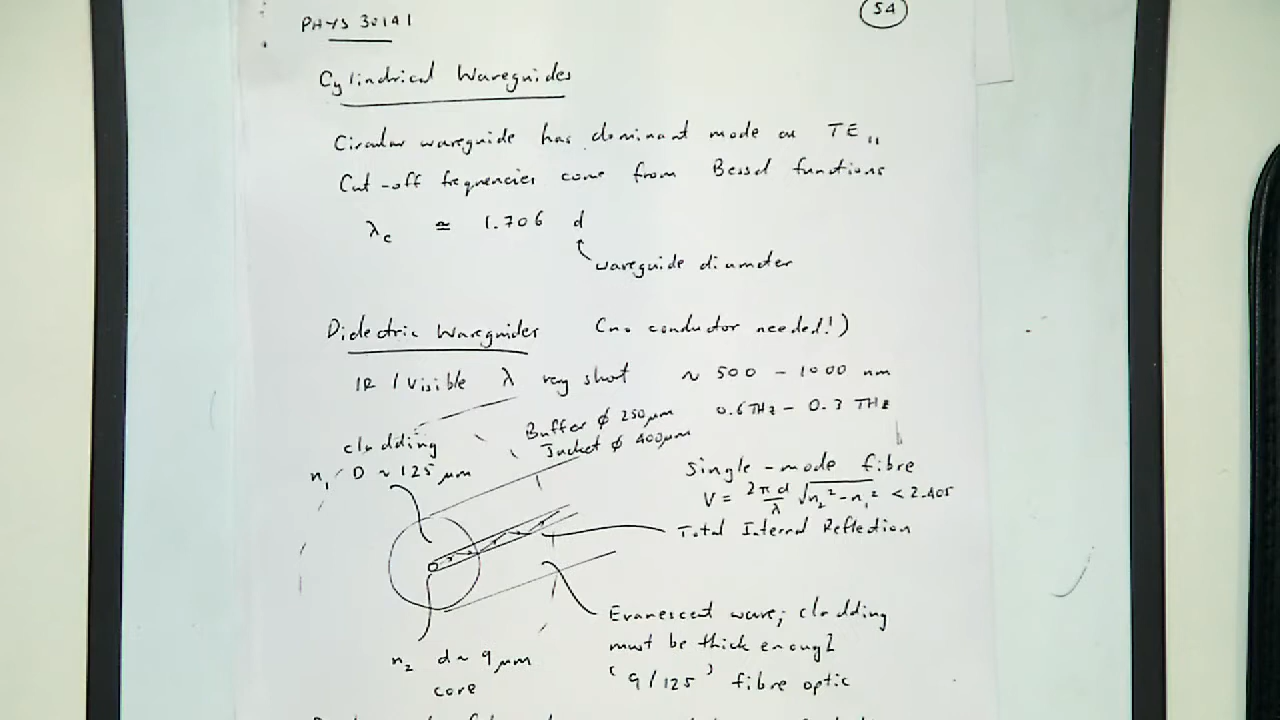 PHYS 30141
54
Cylindrical Waveguides
Circular waveguide has dominant mode on TE₁₁
Cut-off frequencies come from Bessel functions
λc ≃ 1.706 d
waveguide diameter
Dielectric Waveguides (no conductor needed!)
IR / Visible λ very short ~ 500 - 1000 nm
0.6THz - 0.3 THz
Buffer ϕ 250μm
Jacket ϕ 400μm
cladding
n₁ D ~ 125 μm
Single-mode fibre
V = 2πd/λ √n₂² - n₁² < 2.405
Total Internal Reflection
Evanescent wave; cladding
must be thick enough
'9/125' fibre optic
n₂ d ~ 9μm
core